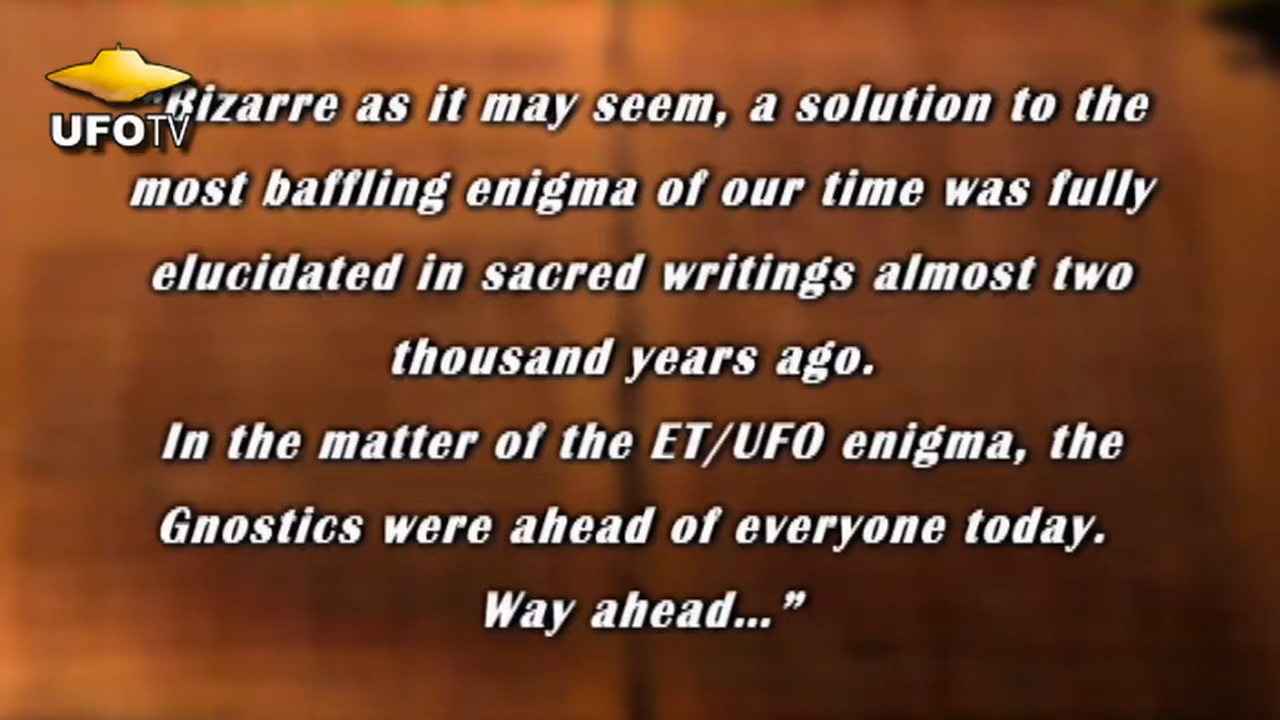 UFOTV
"Bizarre as it may seem, a solution to the
most baffling enigma of our time was fully
elucidated in sacred writings almost two
thousand years ago.
In the matter of the ET/UFO enigma, the
Gnostics were ahead of everyone today.
Way ahead..."